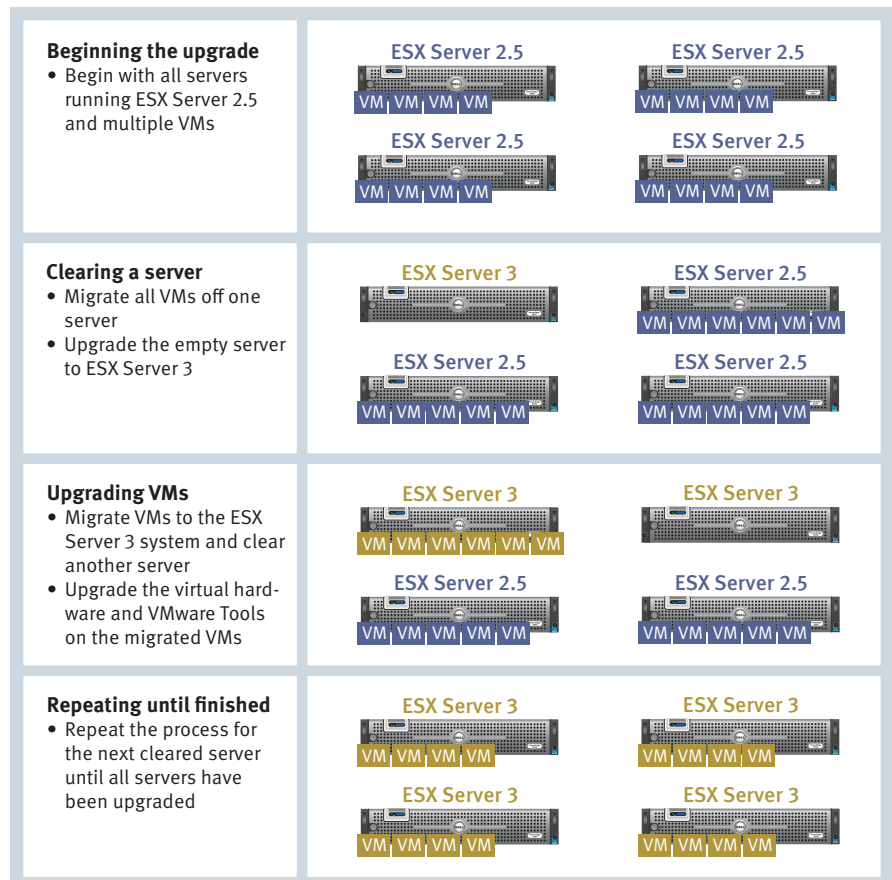 Beginning the upgrade
• Begin with all servers
running ESX Server 2.5
and multiple VMs
ESX Server 2.5
VM VM VM VM
ESX Server 2.5
VM VM VM VM
ESX Server 2.5
VM VM VM VM
ESX Server 2.5
VM VM VM VM
Clearing a server
• Migrate all VMs off one
server
• Upgrade the empty server
to ESX Server 3
ESX Server 3
ESX Server 2.5
VM VM VM VM VM VM
ESX Server 2.5
VM VM VM VM VM
ESX Server 2.5
VM VM VM VM VM
Upgrading VMs
• Migrate VMs to the ESX
Server 3 system and clear
another server
• Upgrade the virtual hard-
ware and VMware Tools
on the migrated VMs
ESX Server 3
VM VM VM VM VM VM
ESX Server 3
ESX Server 2.5
VM VM VM VM VM
ESX Server 2.5
VM VM VM VM VM
Repeating until finished
• Repeat the process for
the next cleared server
until all servers have
been upgraded
ESX Server 3
VM VM VM VM
ESX Server 3
VM VM VM VM
ESX Server 3
VM VM VM VM
ESX Server 3
VM VM VM VM